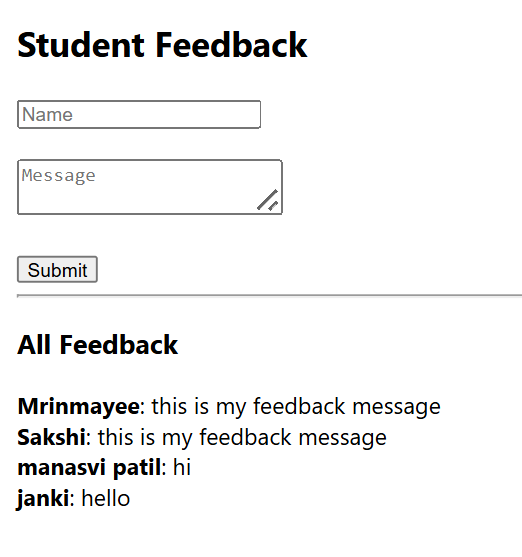 Student Feedback
Name
Message
Submit
All Feedback
Mrinmayee: this is my feedback message
Sakshi: this is my feedback message
manasvi patil: hi
janki: hello